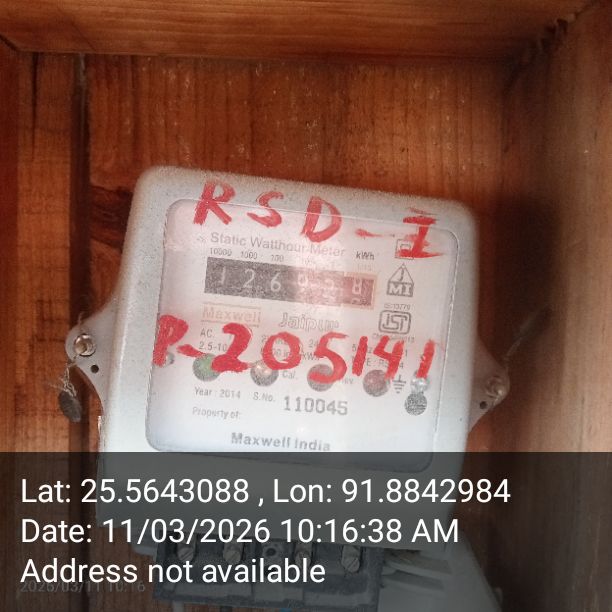 RSD-I
Static Watthour Meter
10000 1000 100
kWh
Maxwell
Jaipur
P-205141
Cal.
Year : 2014 S.No. 110045
Property of:
Maxwell India
Lat: 25.5643088 , Lon: 91.8842984
Date: 11/03/2026 10:16:38 AM
Address not available